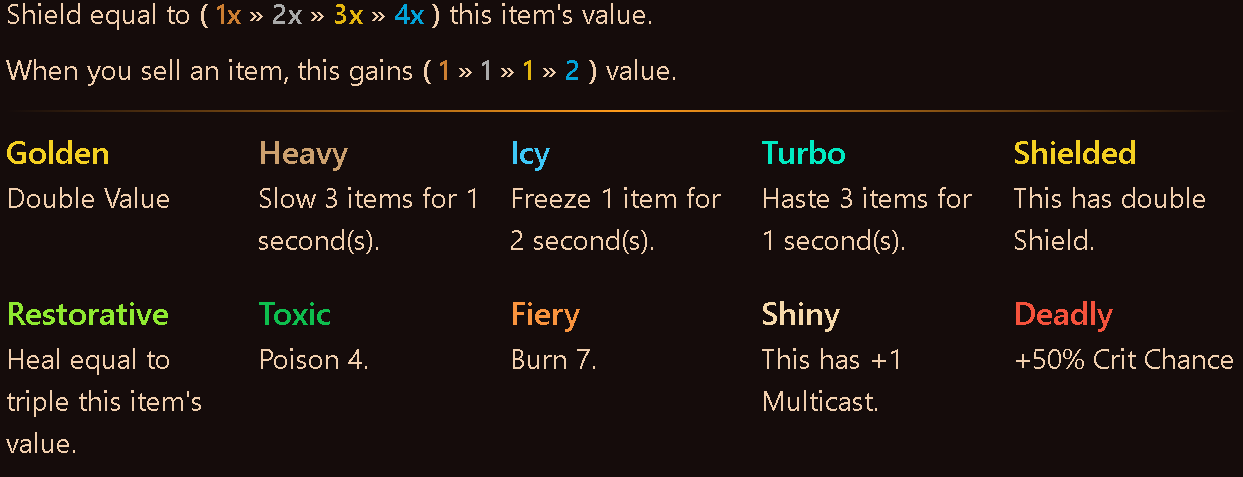 Shield equal to ( 1x » 2x » 3x » 4x ) this item's value.
When you sell an item, this gains ( 1 » 1 » 1 » 2 ) value.
Golden
Double Value
Heavy
Slow 3 items for 1
second(s).
Icy
Freeze 1 item for
2 second(s).
Turbo
Haste 3 items for
1 second(s).
Shielded
This has double
Shield.
Restorative
Heal equal to
triple this item's
value.
Toxic
Poison 4.
Fiery
Burn 7.
Shiny
This has +1
Multicast.
Deadly
+50% Crit Chance